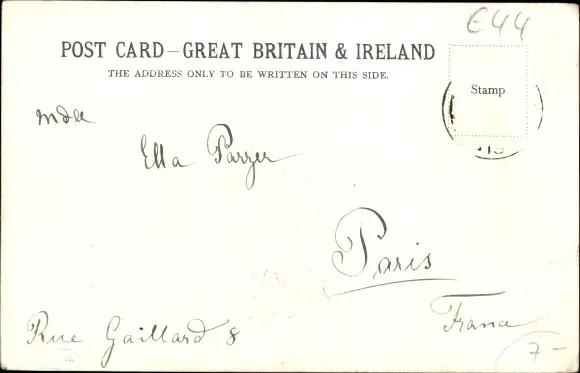 E44
POST CARD – GREAT BRITAIN & IRELAND
THE ADDRESS ONLY TO BE WRITTEN ON THIS SIDE.
Stamp
Mdlle
Ella Parzer
Paris
Rue Gaillard 8
France
7-